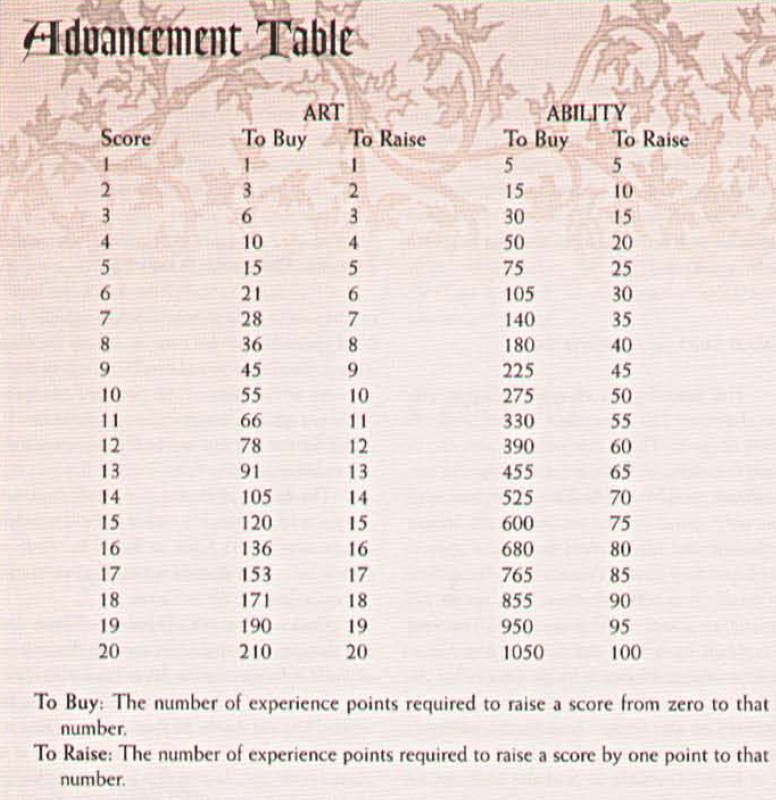 Advancement Table
ART ABILITY
Score To Buy To Raise To Buy To Raise
1 1 1 5 5
2 3 2 15 10
3 6 3 30 15
4 10 4 50 20
5 15 5 75 25
6 21 6 105 30
7 28 7 140 35
8 36 8 180 40
9 45 9 225 45
10 55 10 275 50
11 66 11 330 55
12 78 12 390 60
13 91 13 455 65
14 105 14 525 70
15 120 15 600 75
16 136 16 680 80
17 153 17 765 85
18 171 18 855 90
19 190 19 950 95
20 210 20 1050 100
To Buy: The number of experience points required to raise a score from zero to that
number.
To Raise: The number of experience points required to raise a score by one point to that
number.